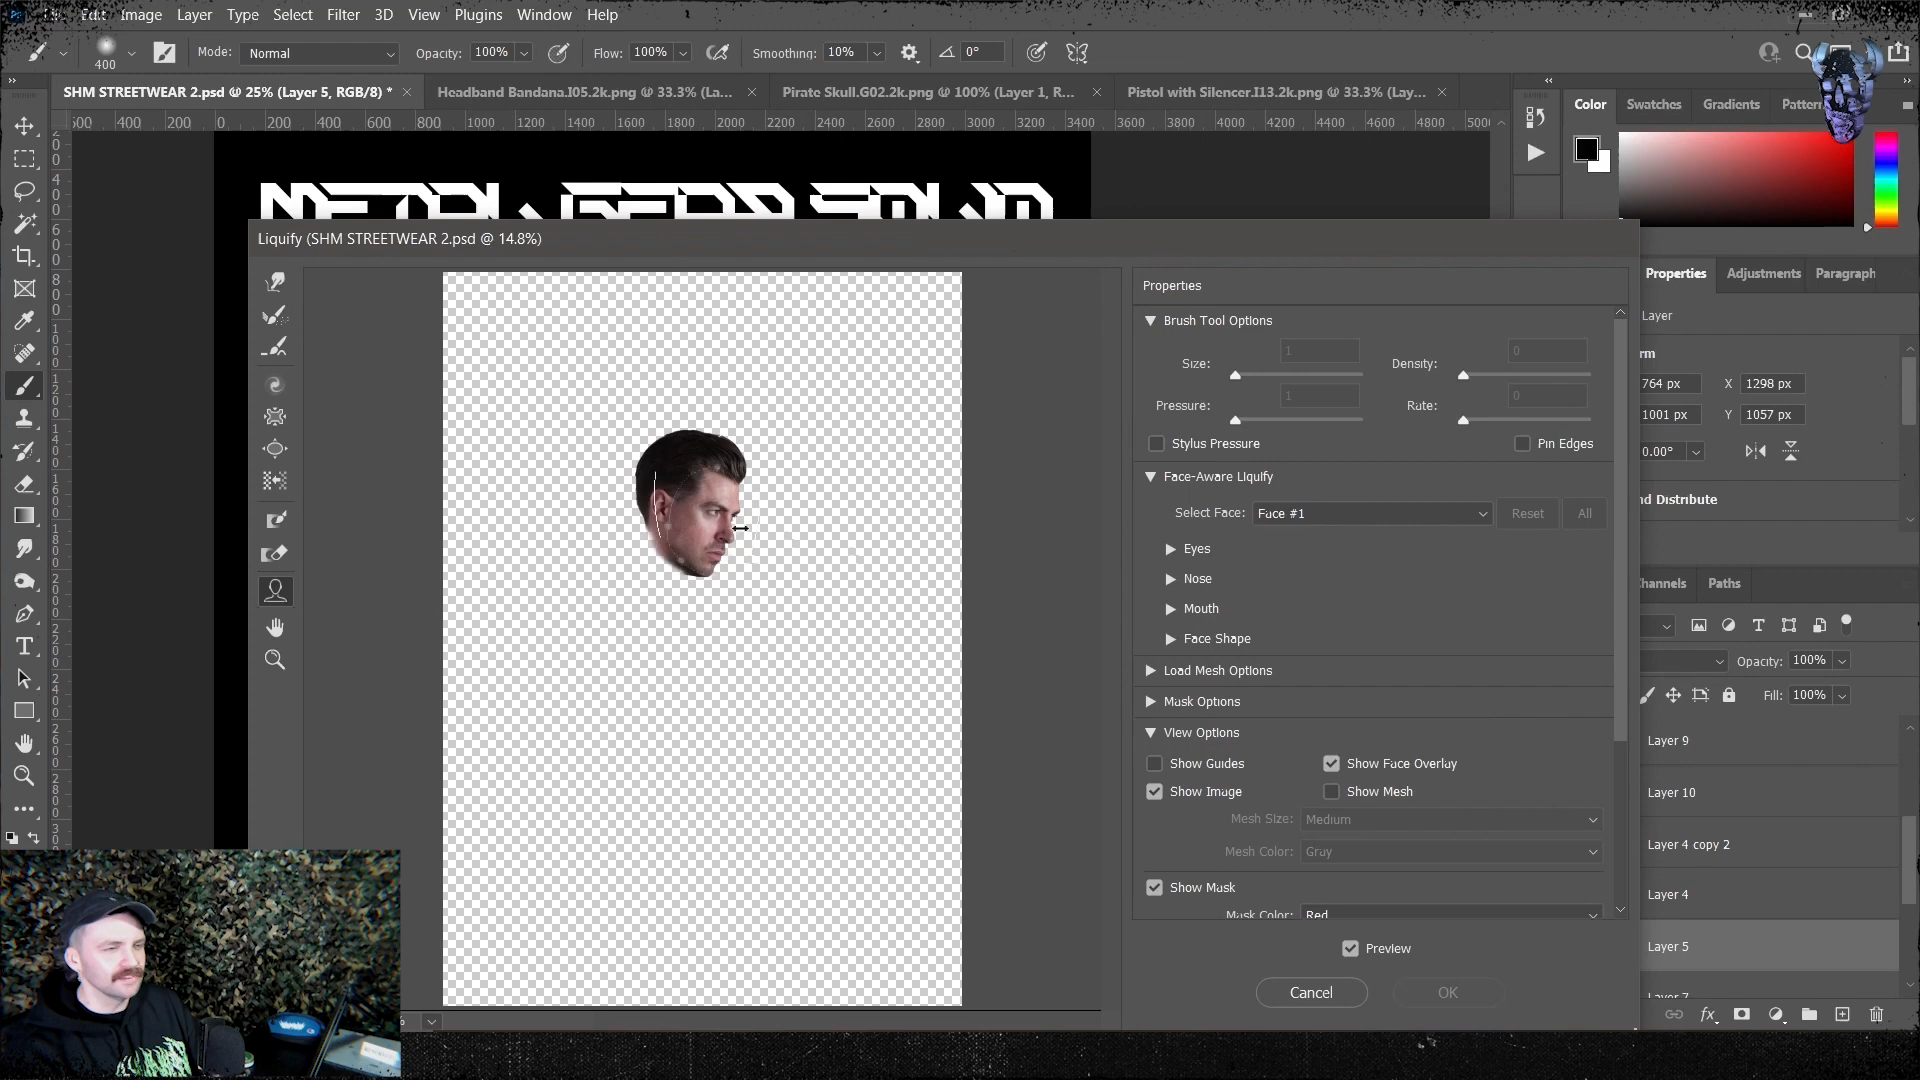 Edit Image Layer Type Select Filter 3D View Plugins Window Help
400 Mode: Normal Opacity: 100% Flow: 100% Smoothing: 10% 0°
SHM STREETWEAR 2.psd @ 25% (Layer 5, RGB/8) * Headband Bandana.I05.2k.png @ 33.3% (La... Pirate Skull.G02.2k.png @ 100% (Layer 1, R... Pistol with Silencer.I13.2k.png @ 33.3% (Lay...
Color Swatches Gradients Pattern
400 200 0 200 400 600 800 1000 1200 1400 1600 1800 2000 2200 2400 2600 2800 3000 3200 3400 3600 3800 4000 4200 4400 4600 4800
METAL GEAR SOLID
Liquify (SHM STREETWEAR 2.psd @ 14.8%)
Properties
Brush Tool Options
Size: 1 Density: 0
Pressure: 1 Rate: 0
Stylus Pressure Pin Edges
Face-Aware Liquify
Select Face: Face #1 Reset All
Eyes
Nose
Mouth
Face Shape
Load Mesh Options
Mask Options
View Options
Show Guides Show Face Overlay
Show Image Show Mesh
Mesh Size: Medium
Mesh Color: Gray
Show Mask
Mask Color: Red
Preview
Cancel OK
Properties Adjustments Paragraph
Layer
rm
764 px X 1298 px
1001 px Y 1057 px
0.00°
nd Distribute
hannels Paths
Opacity: 100%
Fill: 100%
Layer 9
Layer 10
Layer 4 copy 2
Layer 4
Layer 5
Layer 7
%